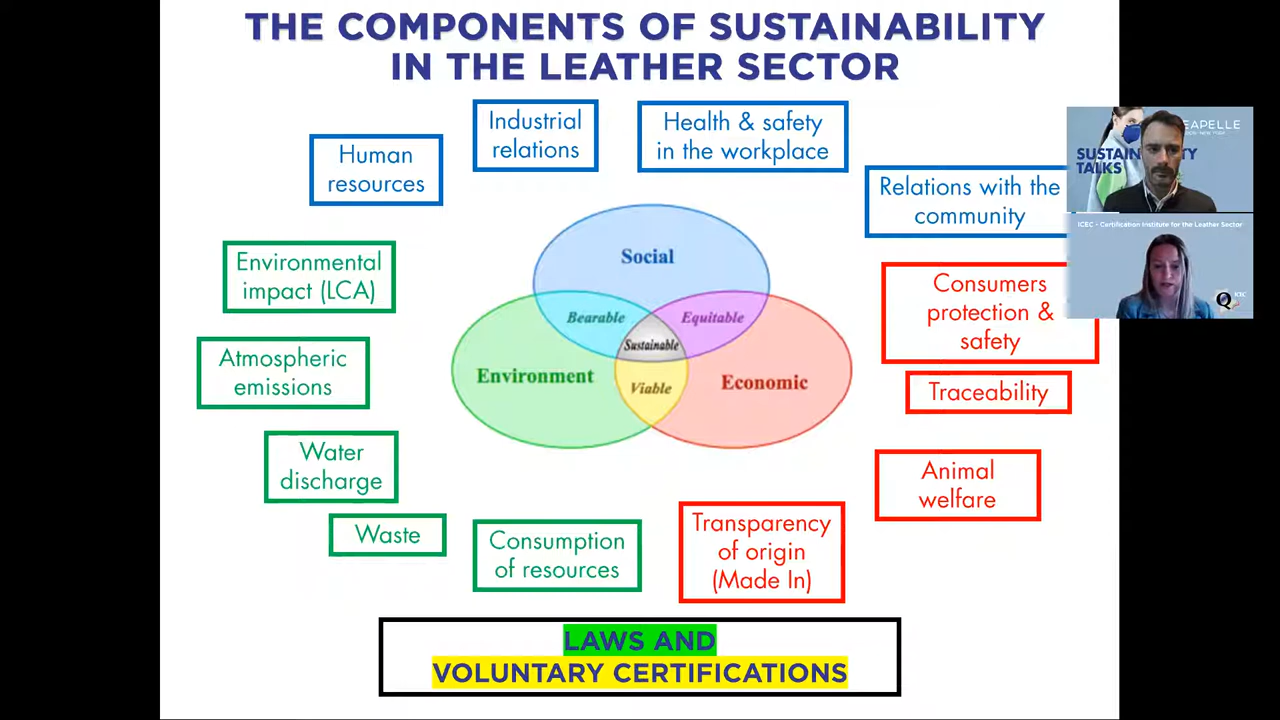 THE COMPONENTS OF SUSTAINABILITY
IN THE LEATHER SECTOR
Industrial
relations
Health & safety
in the workplace
Human
resources
Relations with the
community
Environmental
impact (LCA)
Consumers
protection &
safety
Atmospheric
emissions
Traceability
Water
discharge
Animal
welfare
Waste
Consumption
of resources
Transparency
of origin
(Made In)
Social
Bearable
Equitable
Sustainable
Environment
Viable
Economic
LAWS AND
VOLUNTARY CERTIFICATIONS
EAPELLE
TALKS
ICEC - Certification Institute for the Leather Sector